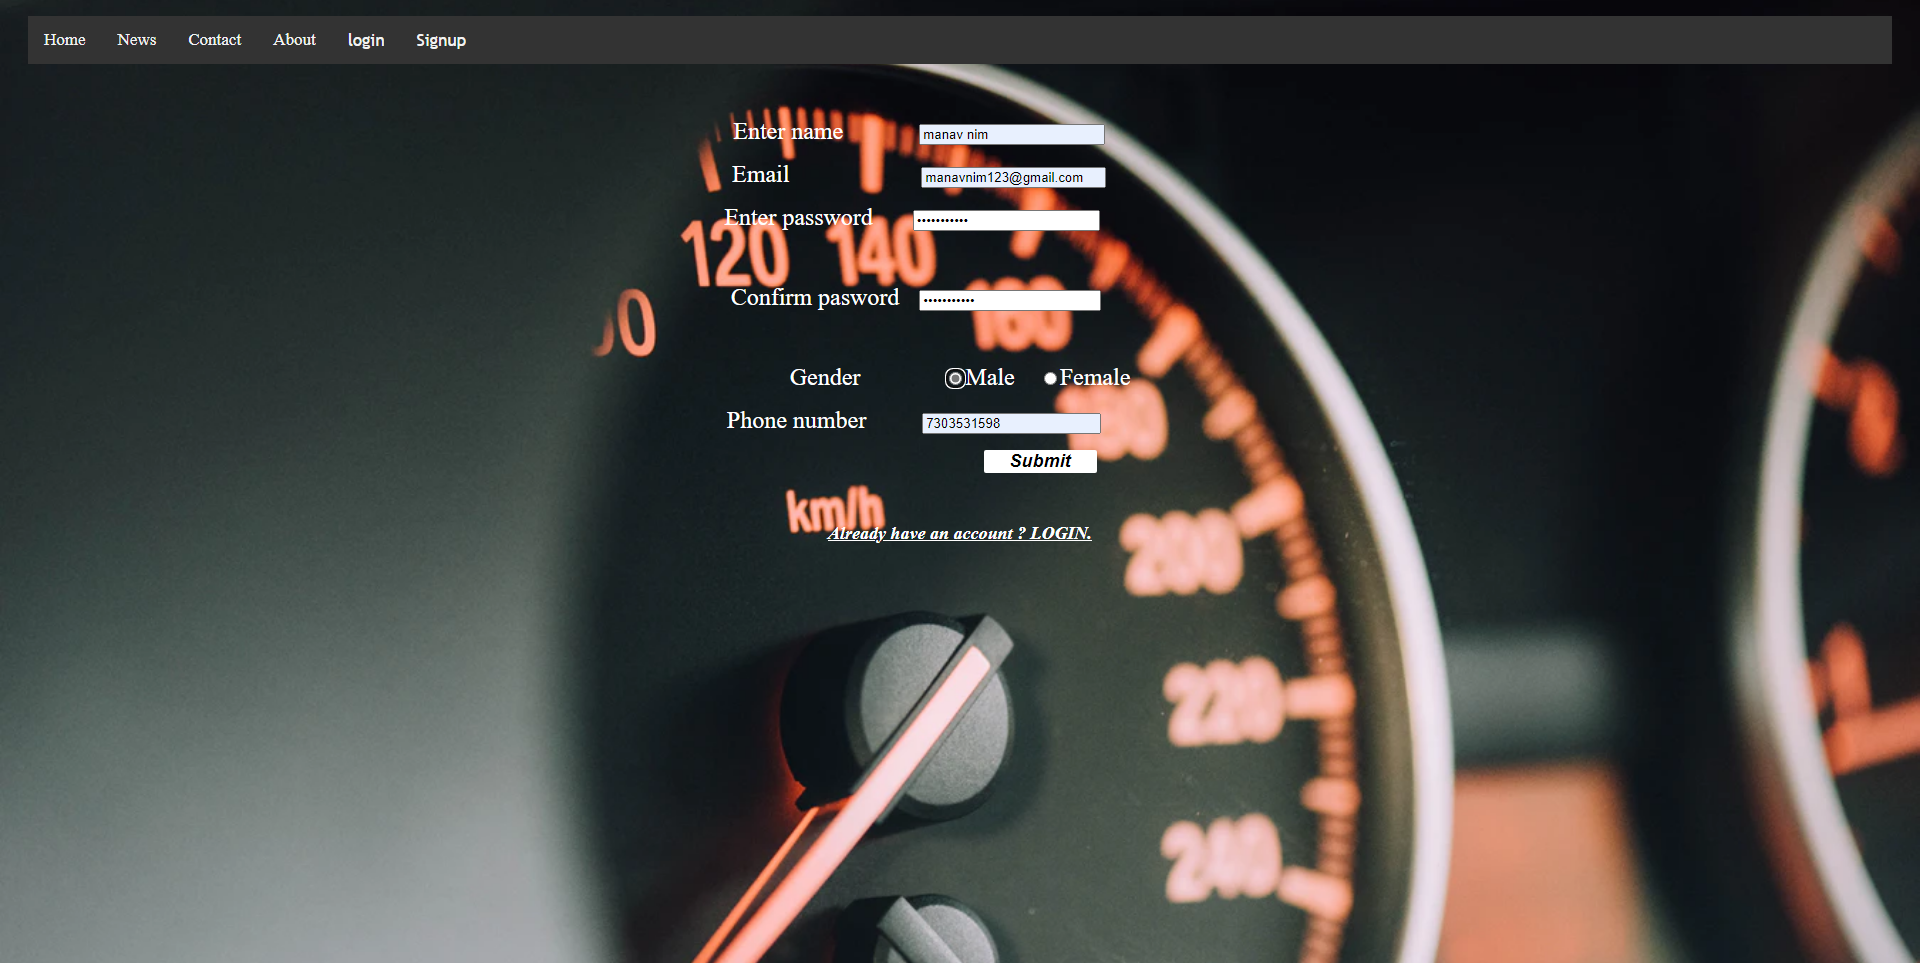 Home News Contact About login Signup
Enter name manav nim
Email manavnim123@gmail.com
Enter password •••••••••••
120 140
Confirm pasword •••••••••••
160
Gender Male Female
180
Phone number 7303531598
Submit
km/h
Already have an account ? LOGIN.
200
220
240